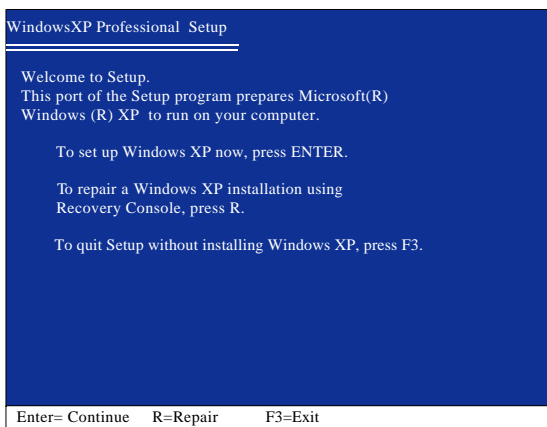 WindowsXP Professional Setup
Welcome to Setup.
This port of the Setup program prepares Microsoft(R)
Windows (R) XP to run on your computer.
To set up Windows XP now, press ENTER.
To repair a Windows XP installation using
Recovery Console, press R.
To quit Setup without installing Windows XP, press F3.
Enter= Continue R=Repair F3=Exit